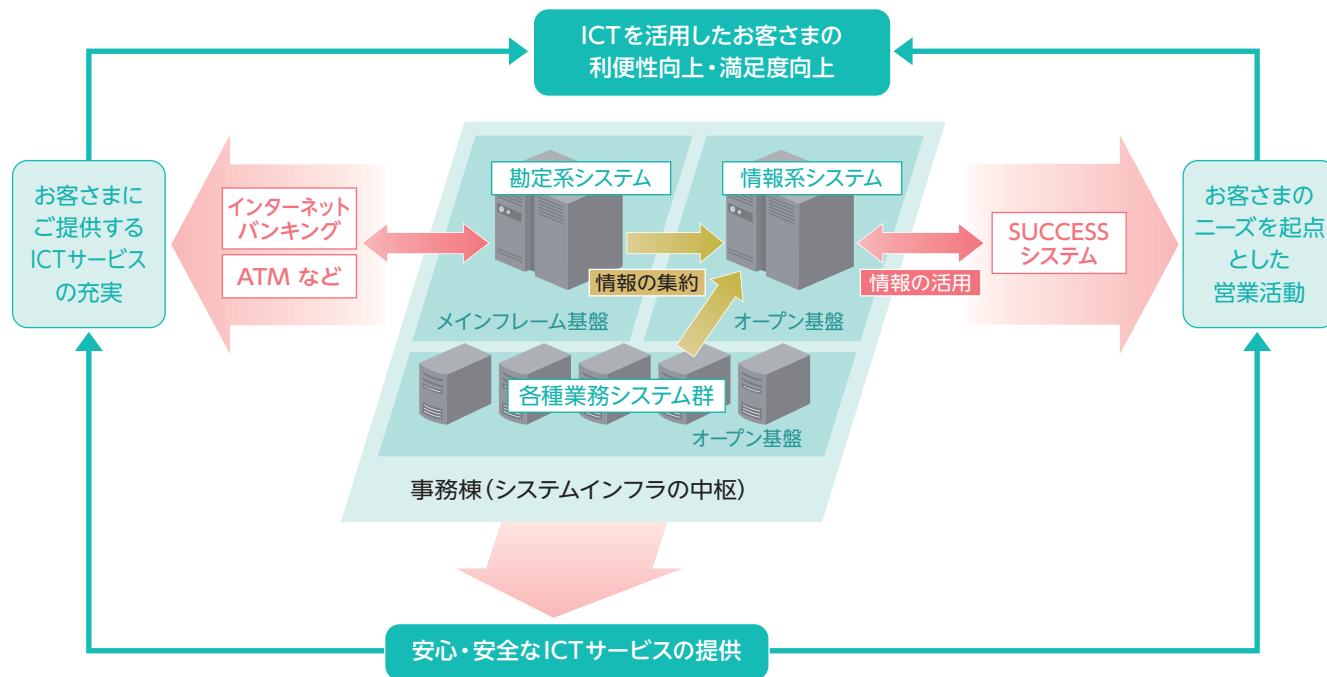 ICTを活用したお客さまの
利便性向上・満足度向上
お客さまに
ご提供する
ICTサービス
の充実
インターネット
バンキング
ATM など
勘定系システム
情報系システム
情報の集約
情報の活用
メインフレーム基盤
オープン基盤
各種業務システム群
オープン基盤
事務棟(システムインフラの中枢)
SUCCESS
システム
お客さまの
ニーズを起点
とした
営業活動
安心・安全なICTサービスの提供